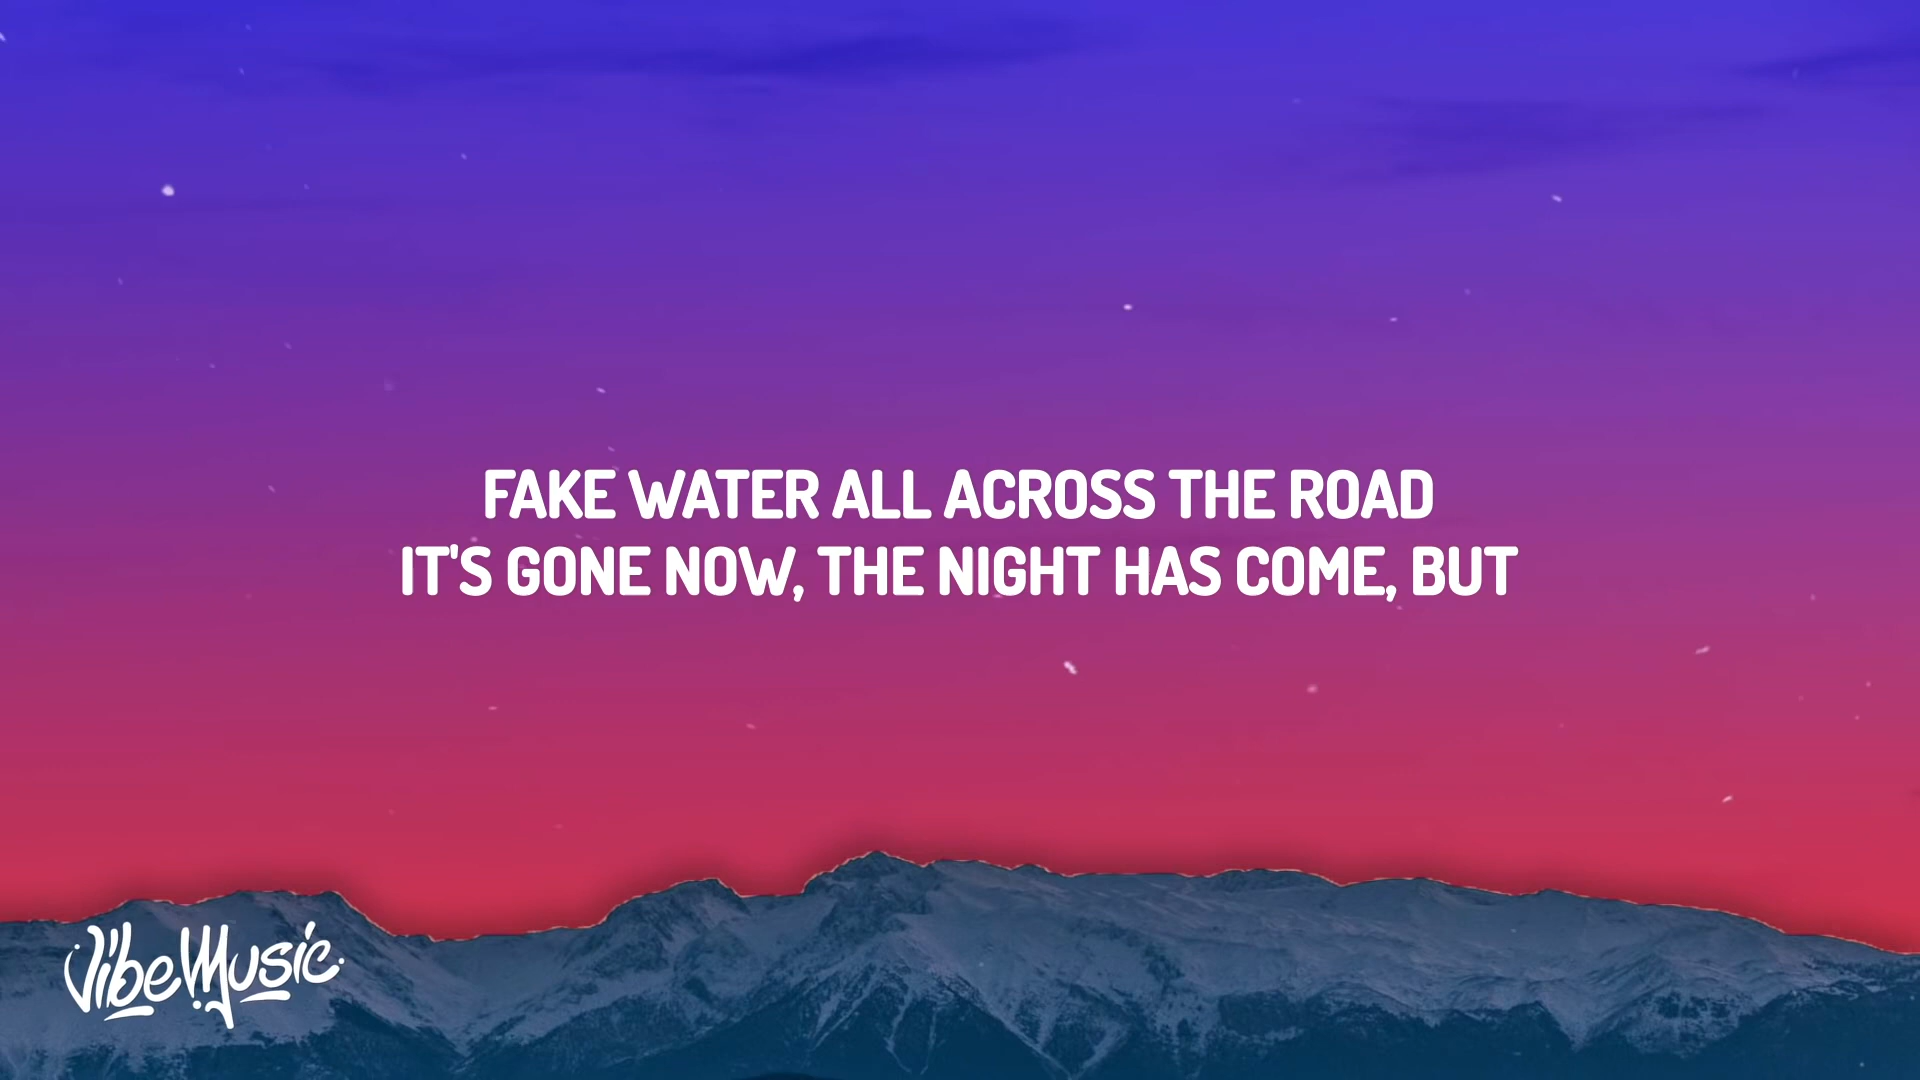 FAKE WATER ALL ACROSS THE ROAD
IT'S GONE NOW, THE NIGHT HAS COME, BUT
VibeMusic.